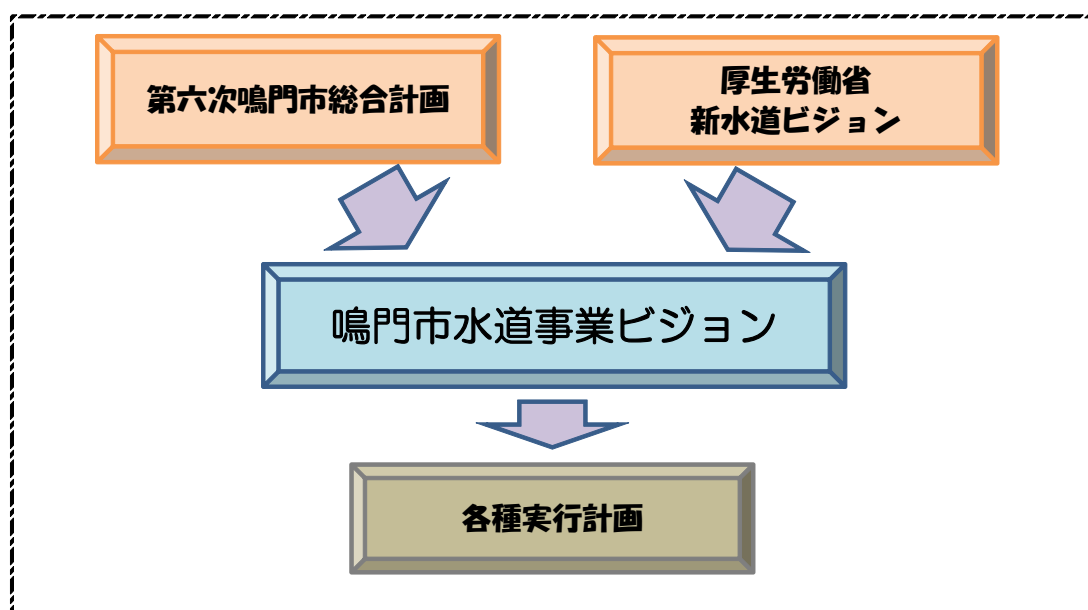 第六次鳴門市総合計画
厚生労働省
新水道ビジョン
鳴門市水道事業ビジョン
各種実行計画